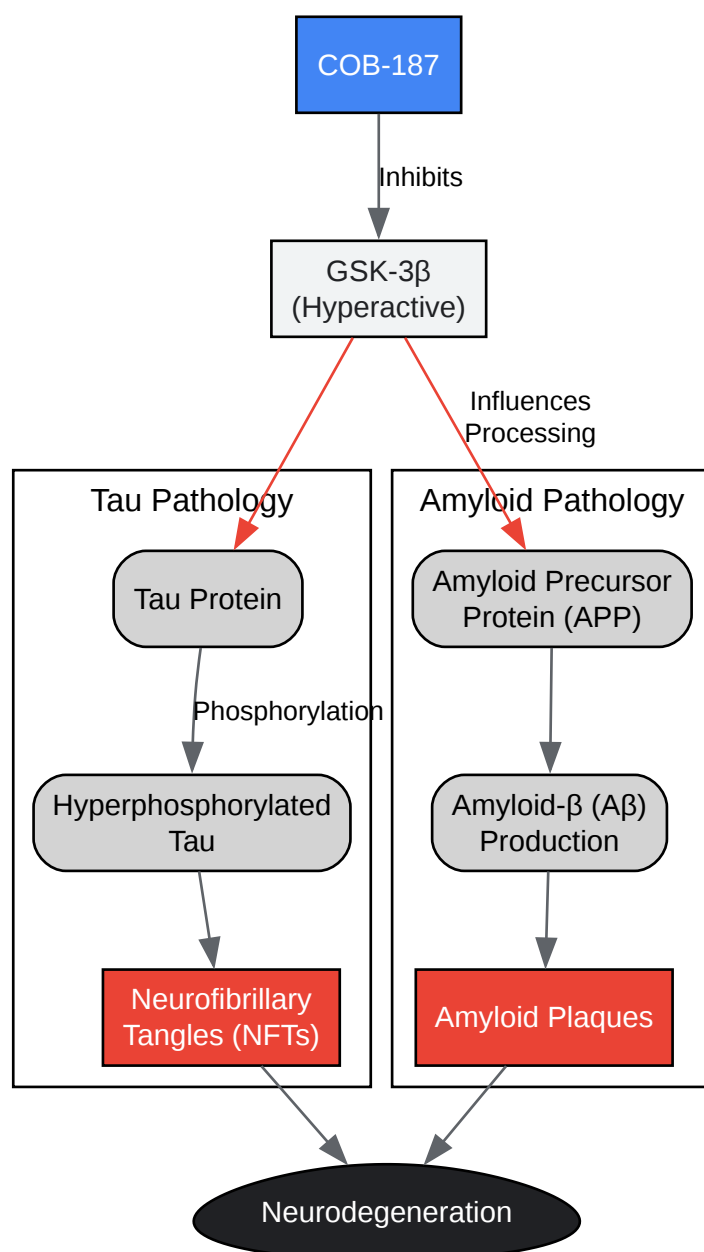 COB-187
Inhibits
GSK-3β
(Hyperactive)
Influences
Processing
Tau Pathology
Tau Protein
Phosphorylation
Hyperphosphorylated
Tau
Neurofibrillary
Tangles (NFTs)
Amyloid Pathology
Amyloid Precursor
Protein (APP)
Amyloid-β (Aβ)
Production
Amyloid Plaques
Neurodegeneration